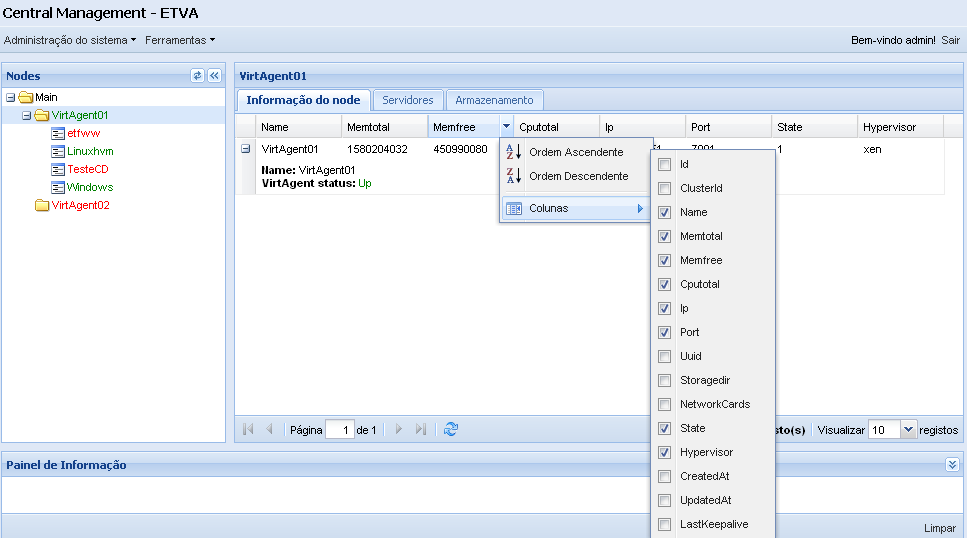 Central Management - ETVA
Administração do sistema Ferramentas Bem-vindo admin! Sair
Nodes
Main
VirtAgent01
etfww
Linuxhvm
TesteCD
Windows
VirtAgent02
VirtAgent01
Informação do node Servidores Armazenamento
Name Memtotal Memfree Cputotal Ip Port State Hypervisor
VirtAgent01 1580204032 450990080 1 xen
Name: VirtAgent01
VirtAgent status: Up
Ordem Ascendente
Ordem Descendente
Colunas
Id
ClusterId
Name
Memtotal
Memfree
Cputotal
Ip
Port
Uuid
Storagedir
NetworkCards
State
Hypervisor
CreatedAt
UpdatedAt
LastKeepalive
Página 1 de 1 sto(s) Visualizar 10 registos
Painel de Informação
Limpar